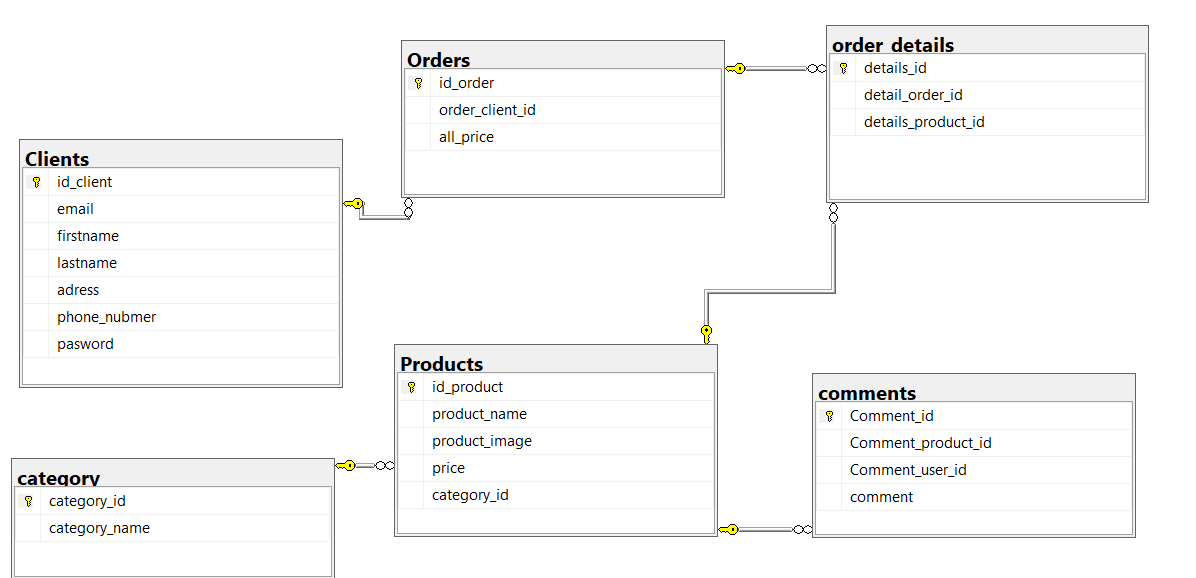 Orders
id_order
order_client_id
all_price
order_details
details_id
detail_order_id
details_product_id
Clients
id_client
email
firstname
lastname
adress
phone_nubmer
pasword
Products
id_product
product_name
product_image
price
category_id
comments
Comment_id
Comment_product_id
Comment_user_id
comment
category
category_id
category_name